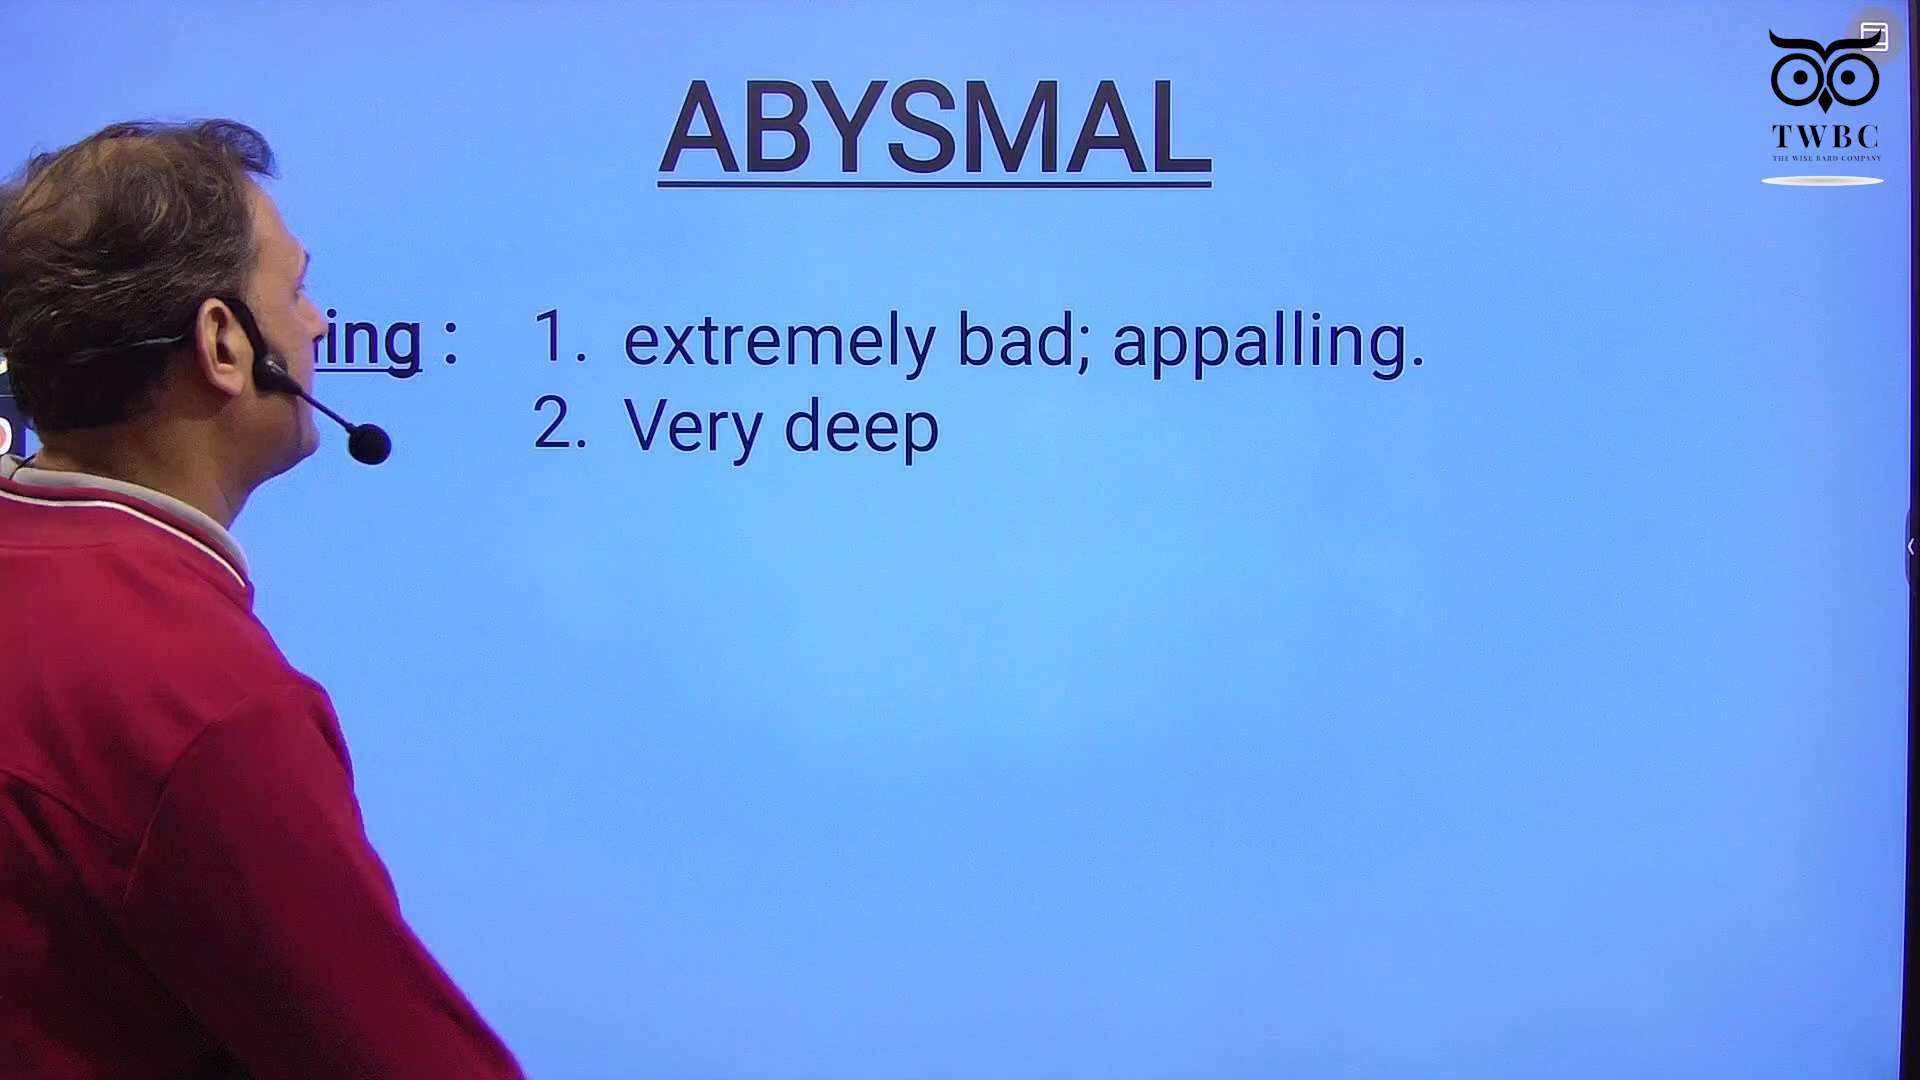 ABYSMAL
TWBC
THE WISE BARD COMPANY
ing : 1. extremely bad; appalling.
2. Very deep